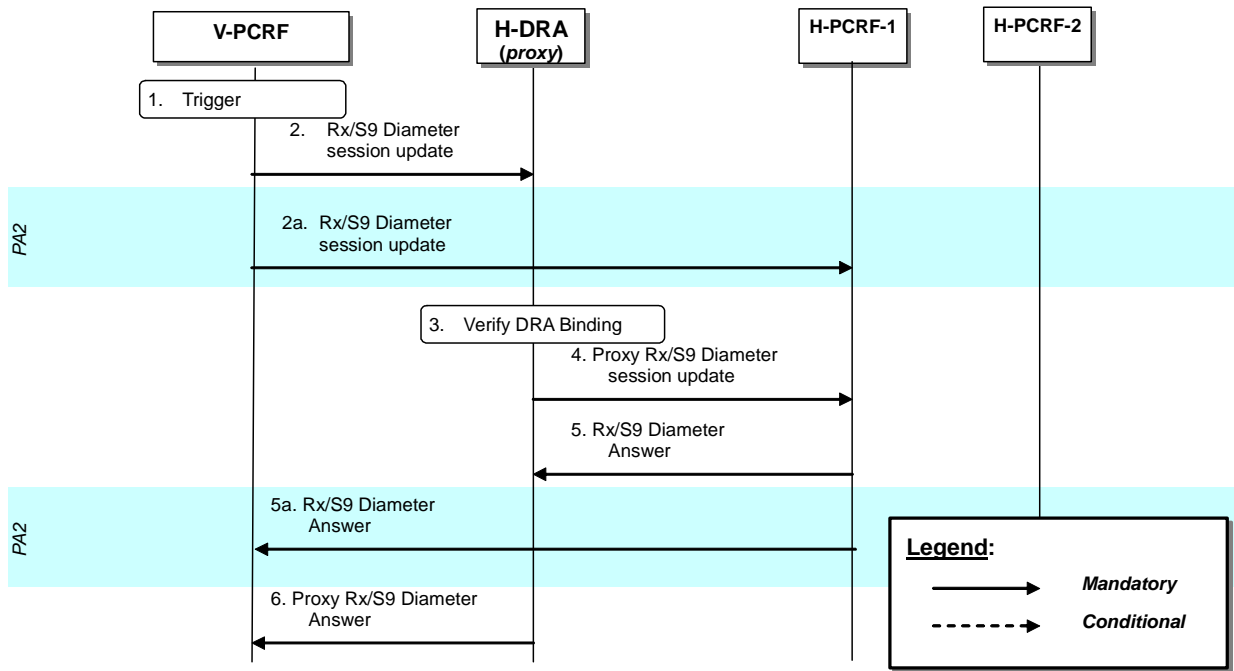 V-PCRF
H-DRA
(proxy)
H-PCRF-1
H-PCRF-2
1. Trigger
2. Rx/S9 Diameter
session update
PA2
2a. Rx/S9 Diameter
session update
3. Verify DRA Binding
4. Proxy Rx/S9 Diameter
session update
5. Rx/S9 Diameter
Answer
PA2
5a. Rx/S9 Diameter
Answer
6. Proxy Rx/S9 Diameter
Answer
Legend:
Mandatory
Conditional